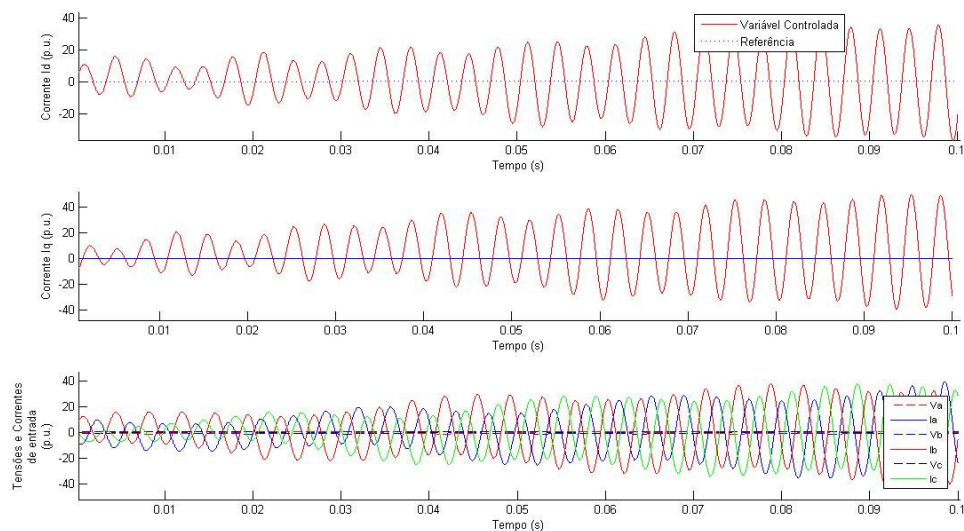 40
20
0
-20
Corrente Id (p.u.)
Variável Controlada
Referência
0.01 0.02 0.03 0.04 0.05 0.06 0.07 0.08 0.09 0.1
Tempo (s)
40
20
0
-20
-40
Corrente Iq (p.u.)
0.01 0.02 0.03 0.04 0.05 0.06 0.07 0.08 0.09 0.1
Tempo (s)
40
20
0
-20
-40
Tensões e Correntes
de entrada
(p.u.)
Va
Ia
Vb
Ib
Vc
Ic
0.01 0.02 0.03 0.04 0.05 0.06 0.07 0.08 0.09 0.1
Tempo (s)